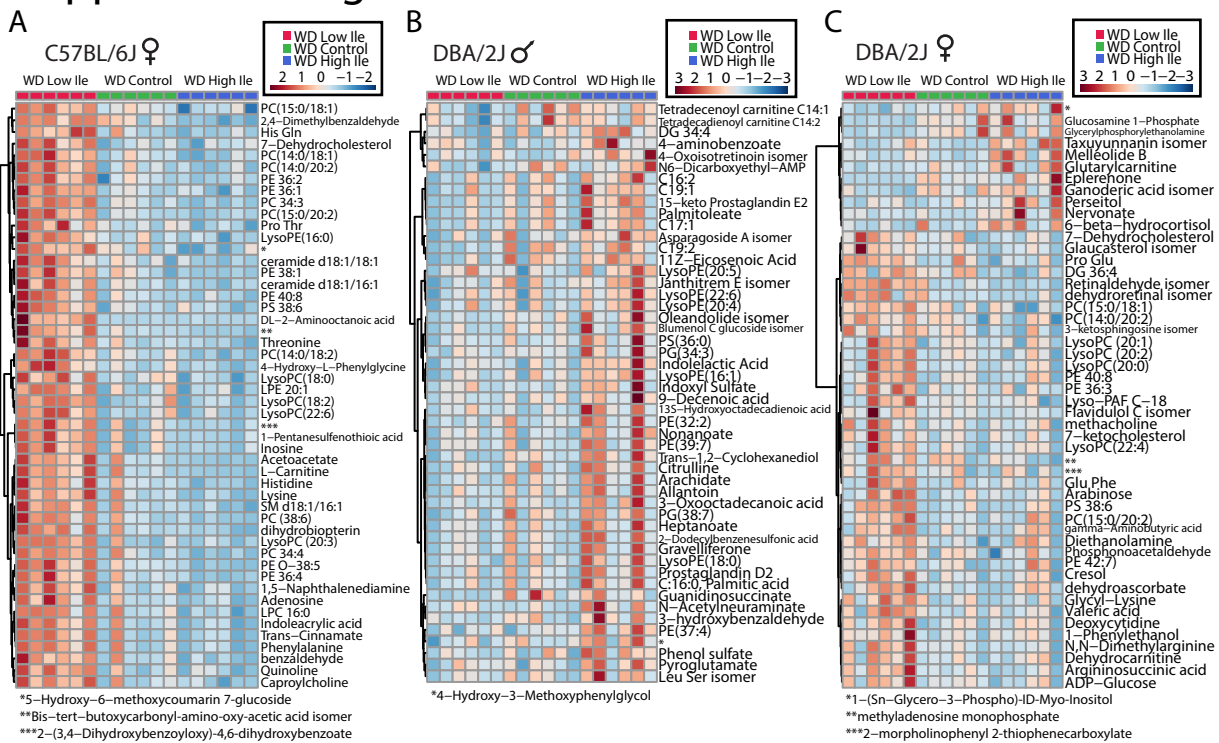 A
C57BL/6J ♀
WD Low Ile
WD Control
WD High Ile
2 1 0 −1 −2
WD Low Ile WD Control WD High Ile
PC(15:0/18:1)
2,4−Dimethylbenzaldehyde
His Gln
7−Dehydrocholesterol
PC(14:0/18:1)
PC(14:0/20:2)
PE 36:2
PE 36:1
PC 34:3
PC(15:0/20:2)
Pro Thr
LysoPE(16:0)
*
ceramide d18:1/18:1
PE 38:1
ceramide d18:1/16:1
PE 40:8
PS 38:6
DL−2−Aminooctanoic acid
**
Threonine
PC(14:0/18:2)
4−Hydroxy−L−Phenylglycine
LysoPC(18:0)
LPE 20:1
LysoPC(18:2)
LysoPC(22:6)
***
1−Pentanesulfenothioic acid
Inosine
Acetoacetate
L−Carnitine
Histidine
Lysine
SM d18:1/16:1
PC (38:6)
dihydrobiopterin
LysoPC (20:3)
PC 34:4
PE O−38:5
PE 36:4
1,5−Naphthalenediamine
Adenosine
LPC 16:0
Indoleacrylic acid
Trans−Cinnamate
Phenylalanine
benzaldehyde
Quinoline
Caproylcholine
*5−Hydroxy−6−methoxycoumarin 7−glucoside
**Bis−tert−butoxycarbonyl-amino-oxy-acetic acid isomer
***2−(3,4−Dihydroxybenzoyloxy)-4,6-dihydroxybenzoate
B
DBA/2J ♂
WD Low Ile
WD Control
WD High Ile
3 2 1 0 −1−2−3
WD Low Ile WD Control WD High Ile
Tetradecenoyl carnitine C14:1
Tetradecadienoyl carnitine C14:2
DG 34:4
4−aminobenzoate
4−Oxoisotretinoin isomer
N6−Dicarboxyethyl−AMP
C16:2
C19:1
15−keto Prostaglandin E2
Palmitoleate
C17:1
Asparagoside A isomer
C19:2
11Z−Eicosenoic Acid
LysoPE(20:5)
Janthitrem E isomer
LysoPE(22:6)
LysoPE(20:4)
Oleandolide isomer
Blumenol C glucoside isomer
PS(36:0)
PG(34:3)
Indolelactic Acid
LysoPE(16:1)
Indoxyl Sulfate
9−Decenoic acid
13S−Hydroxyoctadecadienoic acid
PE(32:2)
Nonanoate
PE(39:7)
Trans−1,2−Cyclohexanediol
Citrulline
Arachidate
Allantoin
3−Oxooctadecanoic acid
PG(38:7)
Heptanoate
2−Dodecylbenzenesulfonic acid
Gravelliferone
LysoPE(18:0)
Prostaglandin D2
C:16:0, Palmitic acid
Guanidinosuccinate
N−Acetylneuraminate
3−hydroxybenzaldehyde
PE(37:4)
*
Phenol sulfate
Pyroglutamate
Leu Ser isomer
*4−Hydroxy−3−Methoxyphenylglycol
C
DBA/2J ♀
WD Low Ile
WD Control
WD High Ile
3 2 1 0 −1−2−3
WD Low Ile WD Control WD High Ile
*
Glucosamine 1−Phosphate
Glycerylphosphorylethanolamine
Taxuyunnanin isomer
Melleolide B
Glutarylcarnitine
Eplerenone
Ganoderic acid isomer
Perseitol
Nervonate
6−beta−hydrocortisol
7−Dehydrocholesterol
Glaucasterol isomer
Pro Glu
DG 36:4
Retinaldehyde isomer
dehydroretinal isomer
PC(15:0/18:1)
PC(14:0/20:2)
3−ketosphingosine isomer
LysoPC (20:1)
LysoPC (20:2)
LysoPC(20:0)
PE 40:8
PE 36:3
Lyso−PAF C−18
Flavidulol C isomer
methacholine
7−ketocholesterol
LysoPC(22:4)
**
***
Glu Phe
Arabinose
PS 38:6
PC(15:0/20:2)
gamma−Aminobutyric acid
Diethanolamine
Phosphonoacetaldehyde
PE 42:7)
Cresol
dehydroascorbate
Glycyl−Lysine
Valeric acid
Deoxycytidine
1−Phenylethanol
N,N−Dimethylarginine
Dehydrocarnitine
Argininosuccinic acid
ADP−Glucose
*1−(Sn−Glycero−3−Phospho)-ID-Myo-Inositol
**methyladenosine monophosphate
***2−morpholinophenyl 2-thiophenecarboxylate